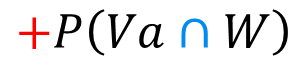 +P(Va ∩ W)